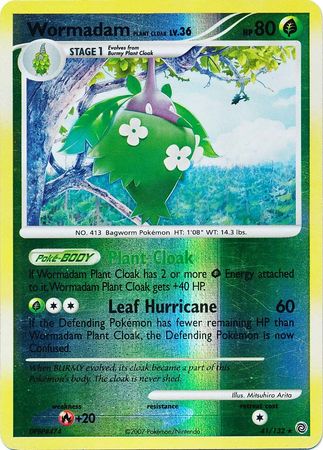 Wormadam PLANT CLOAK LV.36 HP 80
STAGE 1 Evolves from
Burmy Plant Cloak
NO. 413 Bagworm Pokémon HT: 1'08" WT: 14.3 lbs.
Poké-BODY Plant Cloak
If Wormadam Plant Cloak has 2 or more Energy attached
to it, Wormadam Plant Cloak gets +40 HP.
Leaf Hurricane 60
If the Defending Pokémon has fewer remaining HP than
Wormadam Plant Cloak, the Defending Pokémon is now
Confused.
When BURMY evolved, its cloak became a part of this
Pokémon's body. The cloak is never shed.
Illus. Mitsuhiro Arita
weakness resistance retreat cost
+20
©2007 Pokémon/Nintendo 41/132 ★